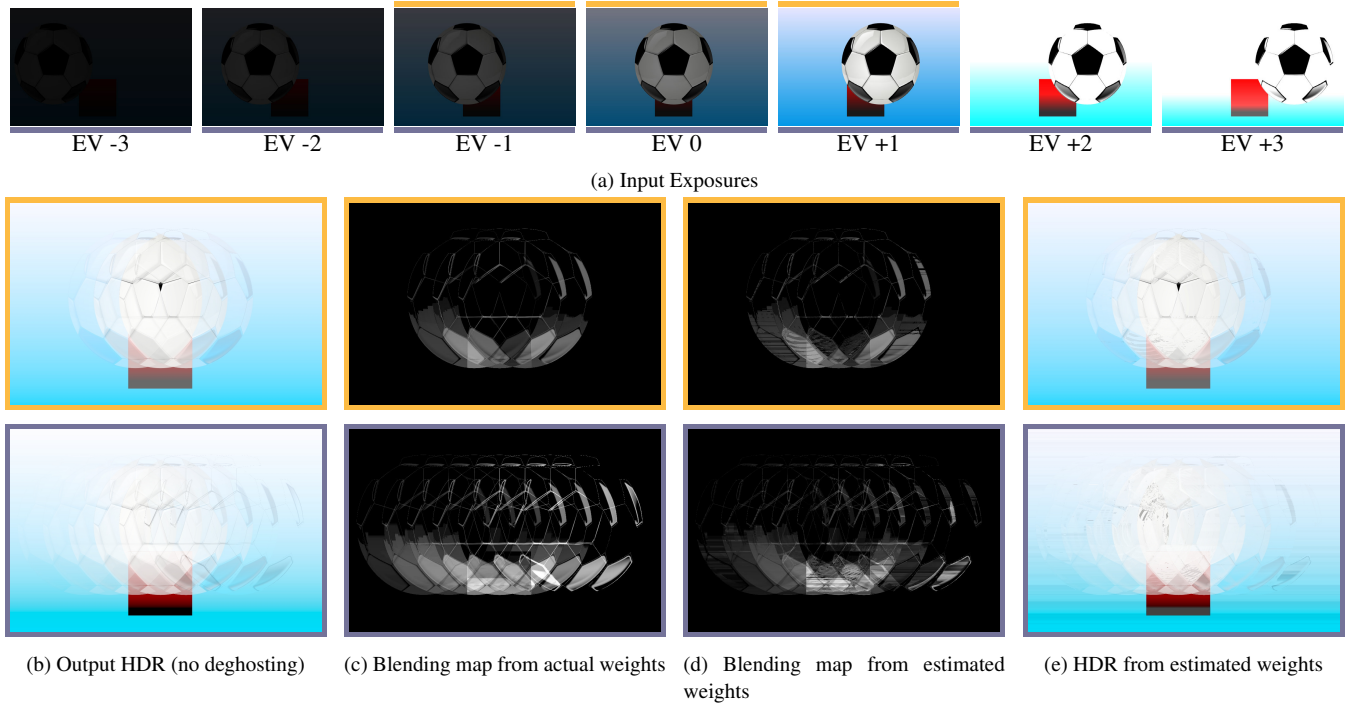 EV -3
EV -2
EV -1
EV 0
EV +1
EV +2
EV +3
(a) Input Exposures
(b) Output HDR (no deghosting)
(c) Blending map from actual weights
(d) Blending map from estimated
weights
(e) HDR from estimated weights